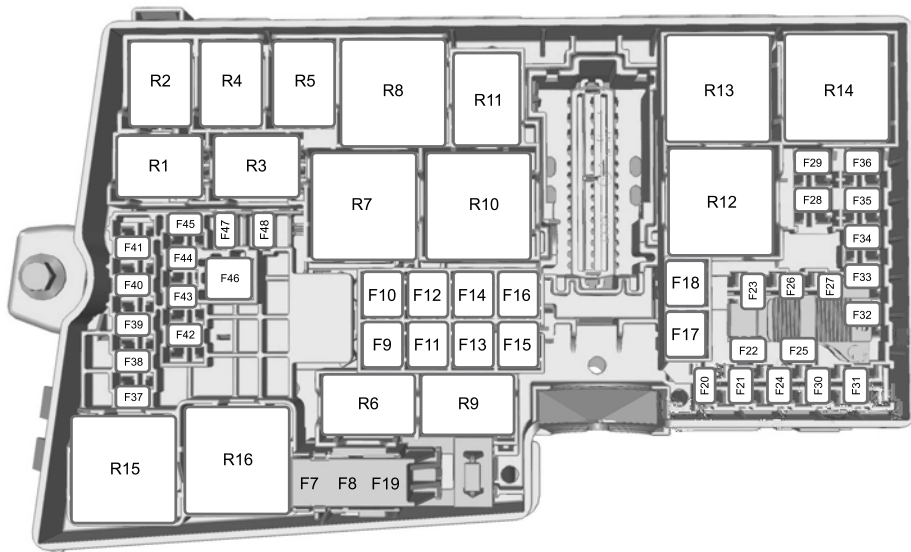 R2 R4 R5 R8 R11 R13 R14
R1 R3 R7 R10 R12 F29 F36
F28 F35
F45 F47 F48
F41 F44 F46 F34
F40 F43 F10 F12 F14 F16 F18 F23 F26 F27 F33
F39 F42 F9 F11 F13 F15 F17 F32
F38 F22 F25
F37 R6 R9 F20 F21 F24 F30 F31
R15 R16 F7 F8 F19